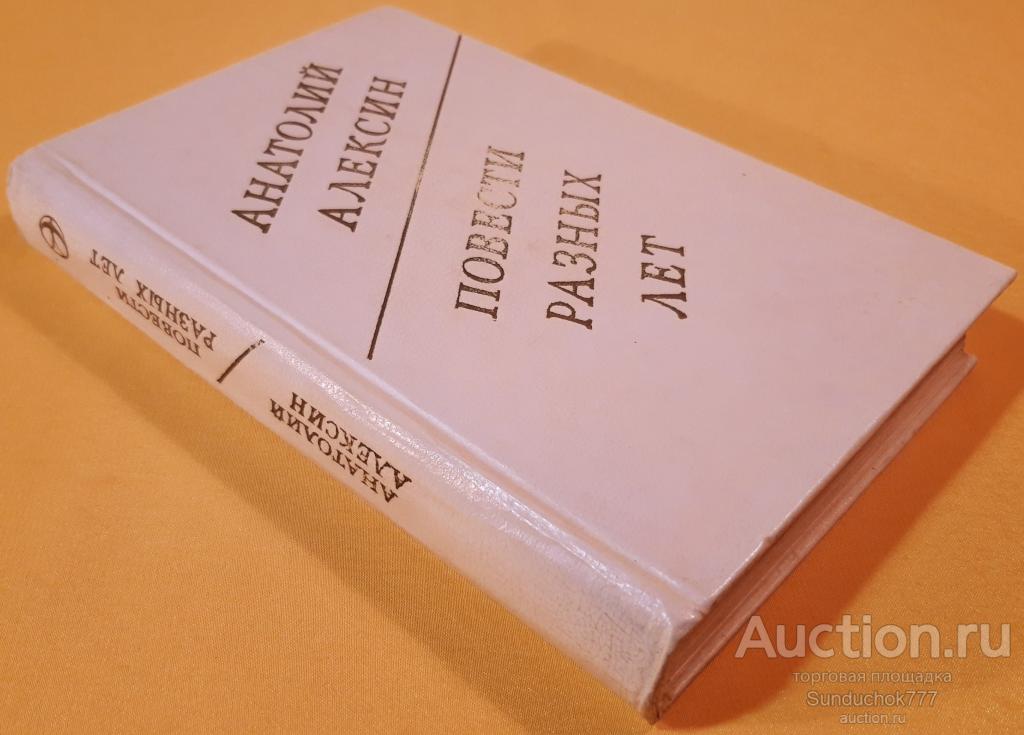 АНАТОЛИЙ
АЛЕКСИН
ПОВЕСТИ
РАЗНЫХ
ЛЕТ
АНАТОЛИЙ
АЛЕКСИН
ПОВЕСТИ
РАЗНЫХ ЛЕТ
Auction.ru
торговая площадка
Sunduchok777
auction.ru